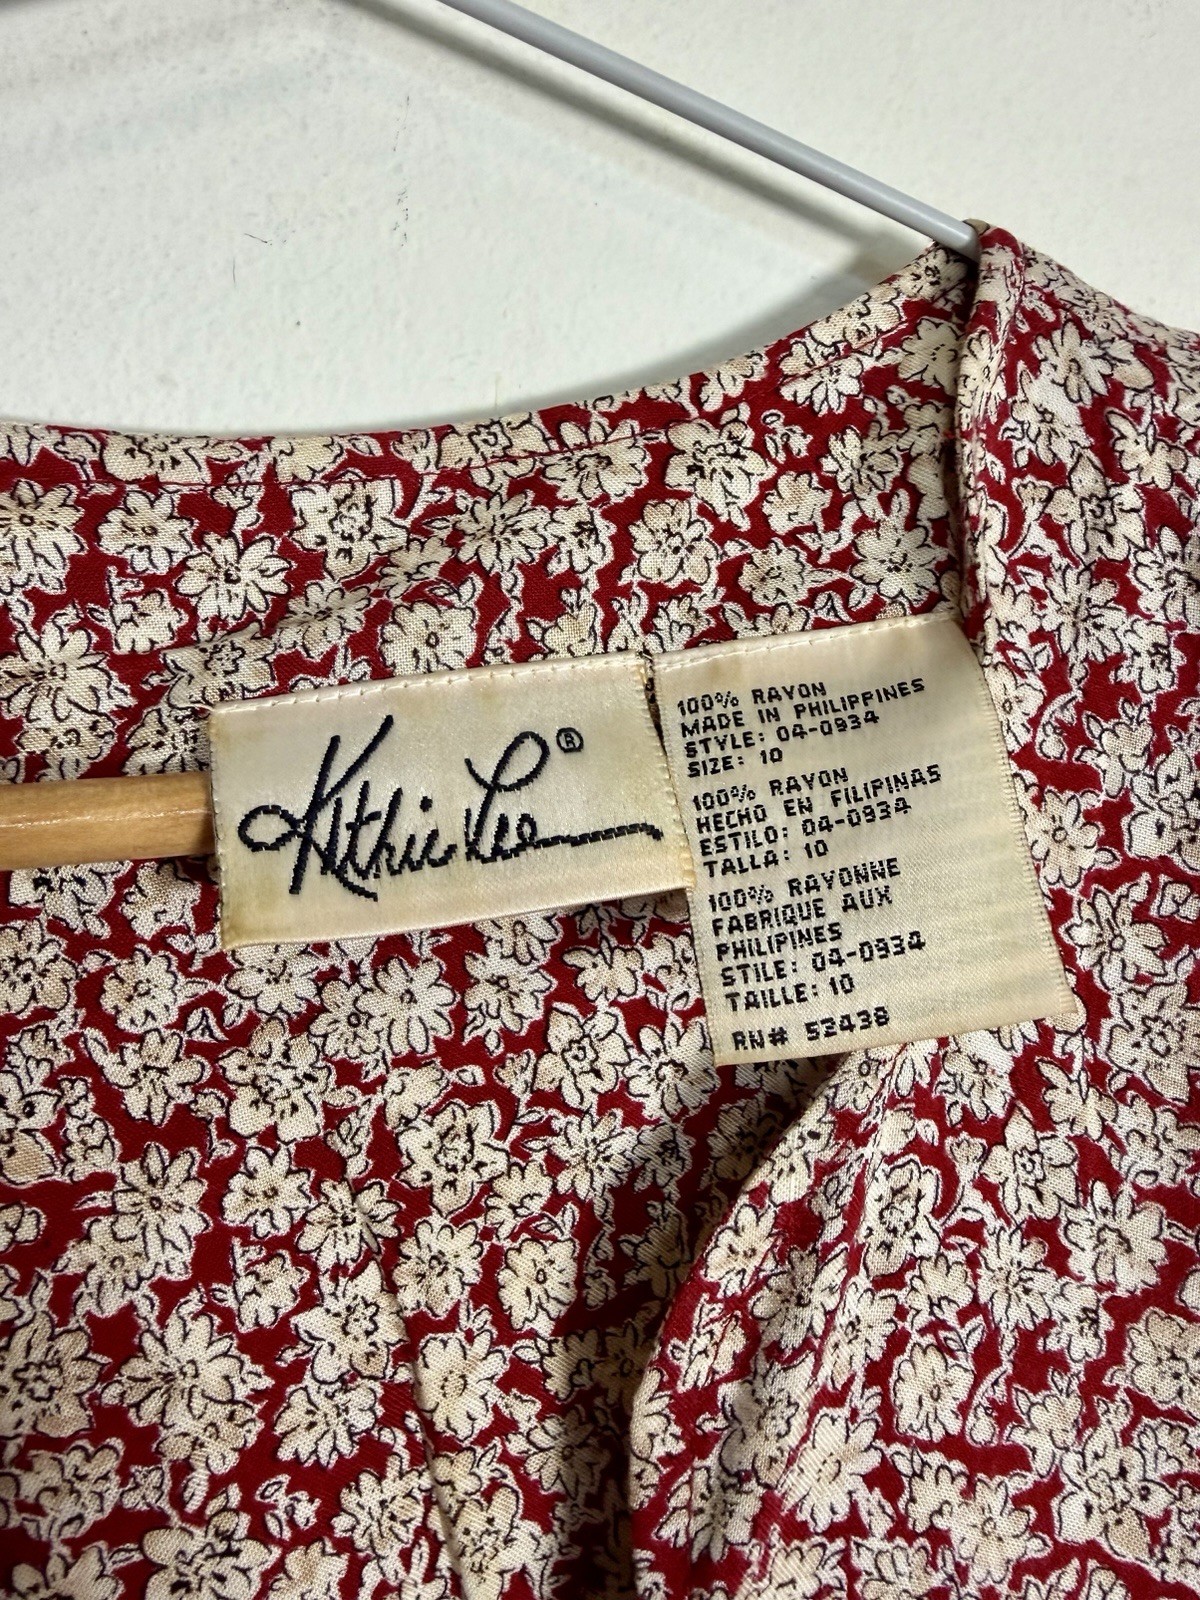 Kathie Lee®
100% RAYON
MADE IN PHILIPPINES
STYLE: 04-0934
SIZE: 10
100% RAYON
HECHO EN FILIPINAS
ESTILO: 04-0934
TALLA: 10
100% RAYONNE
FABRIQUE AUX
PHILIPINES
STILE: 04-0934
TAILLE: 10
RN# 52438